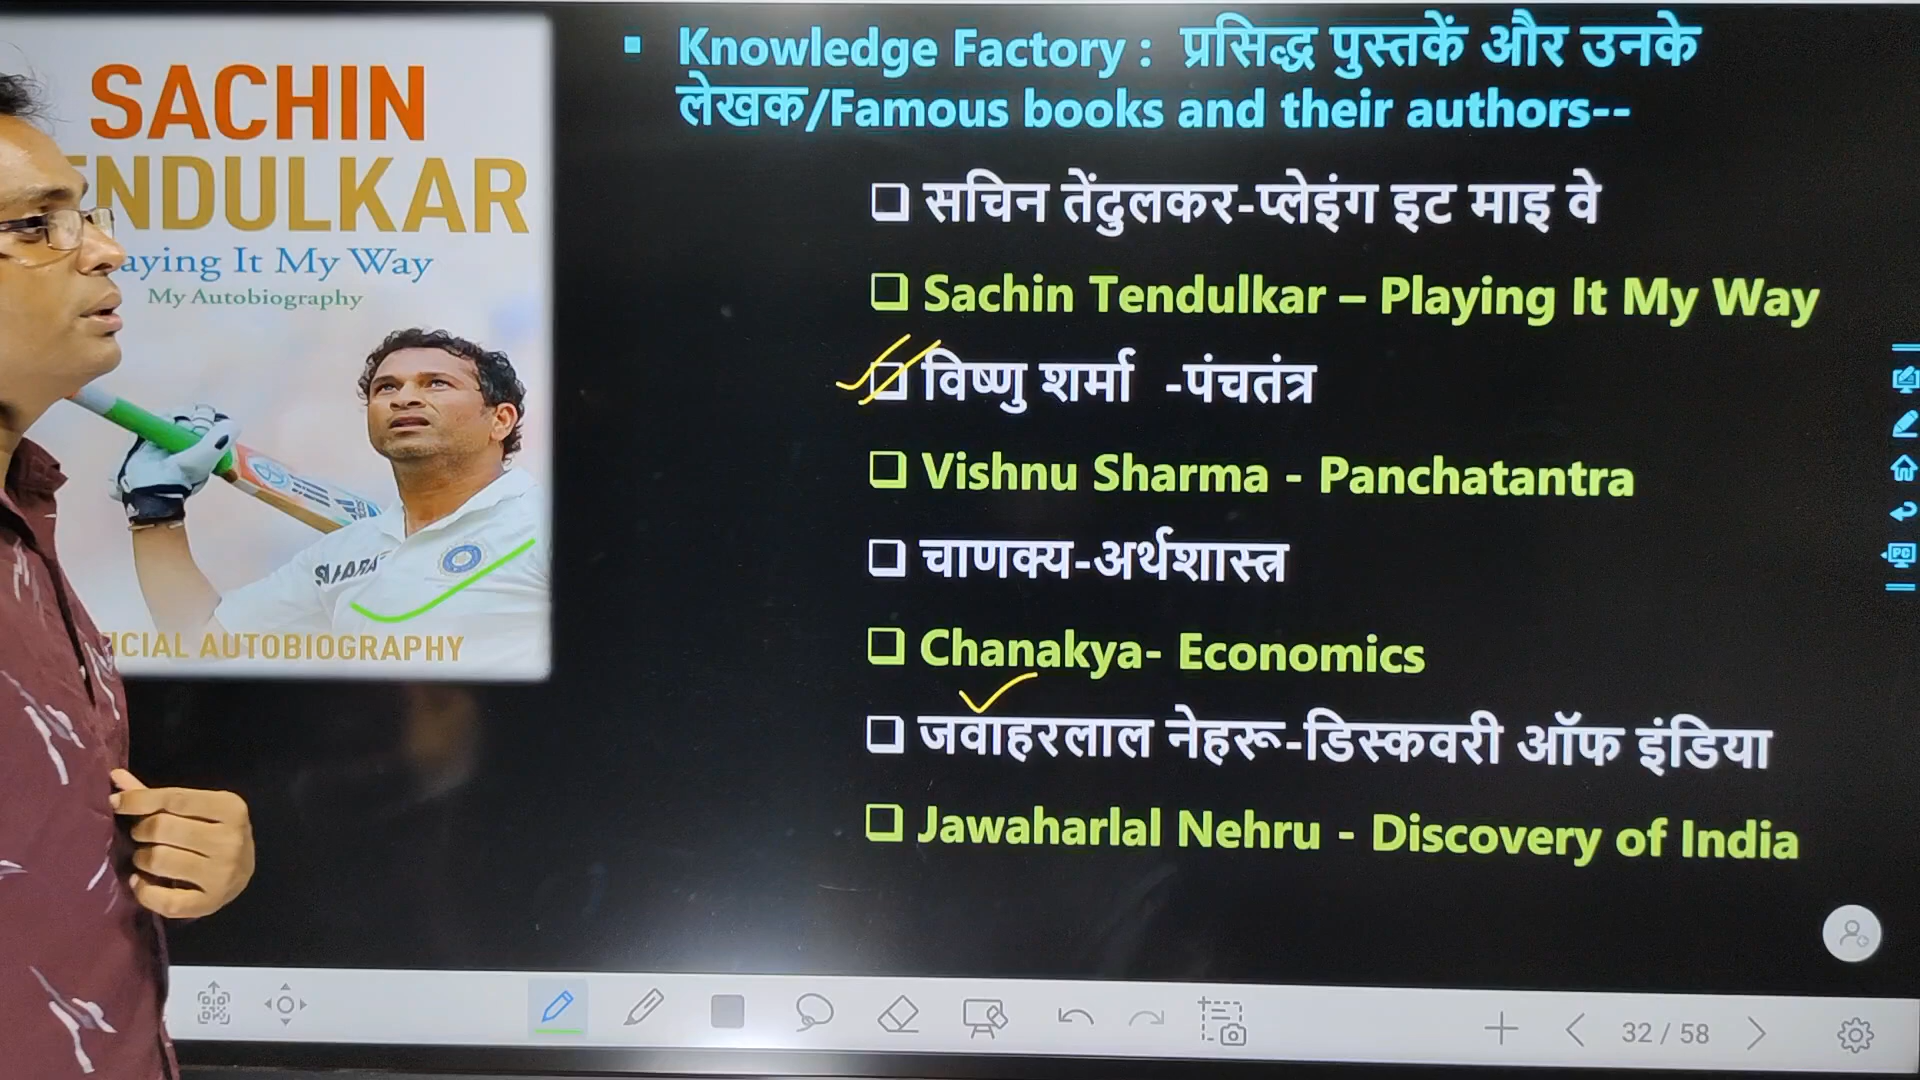 SACHIN
NDULKAR
aying It My Way
My Autobiography
ICIAL AUTOBIOGRAPHY
Knowledge Factory : प्रसिद्ध पुस्तकें और उनके
लेखक/Famous books and their authors--
सचिन तेंदुलकर-प्लेइंग इट माइ वे
Sachin Tendulkar – Playing It My Way
विष्णु शर्मा -पंचतंत्र
Vishnu Sharma - Panchatantra
चाणक्य-अर्थशास्त्र
Chanakya- Economics
जवाहरलाल नेहरू-डिस्कवरी ऑफ इंडिया
Jawaharlal Nehru - Discovery of India
PC
32 / 58